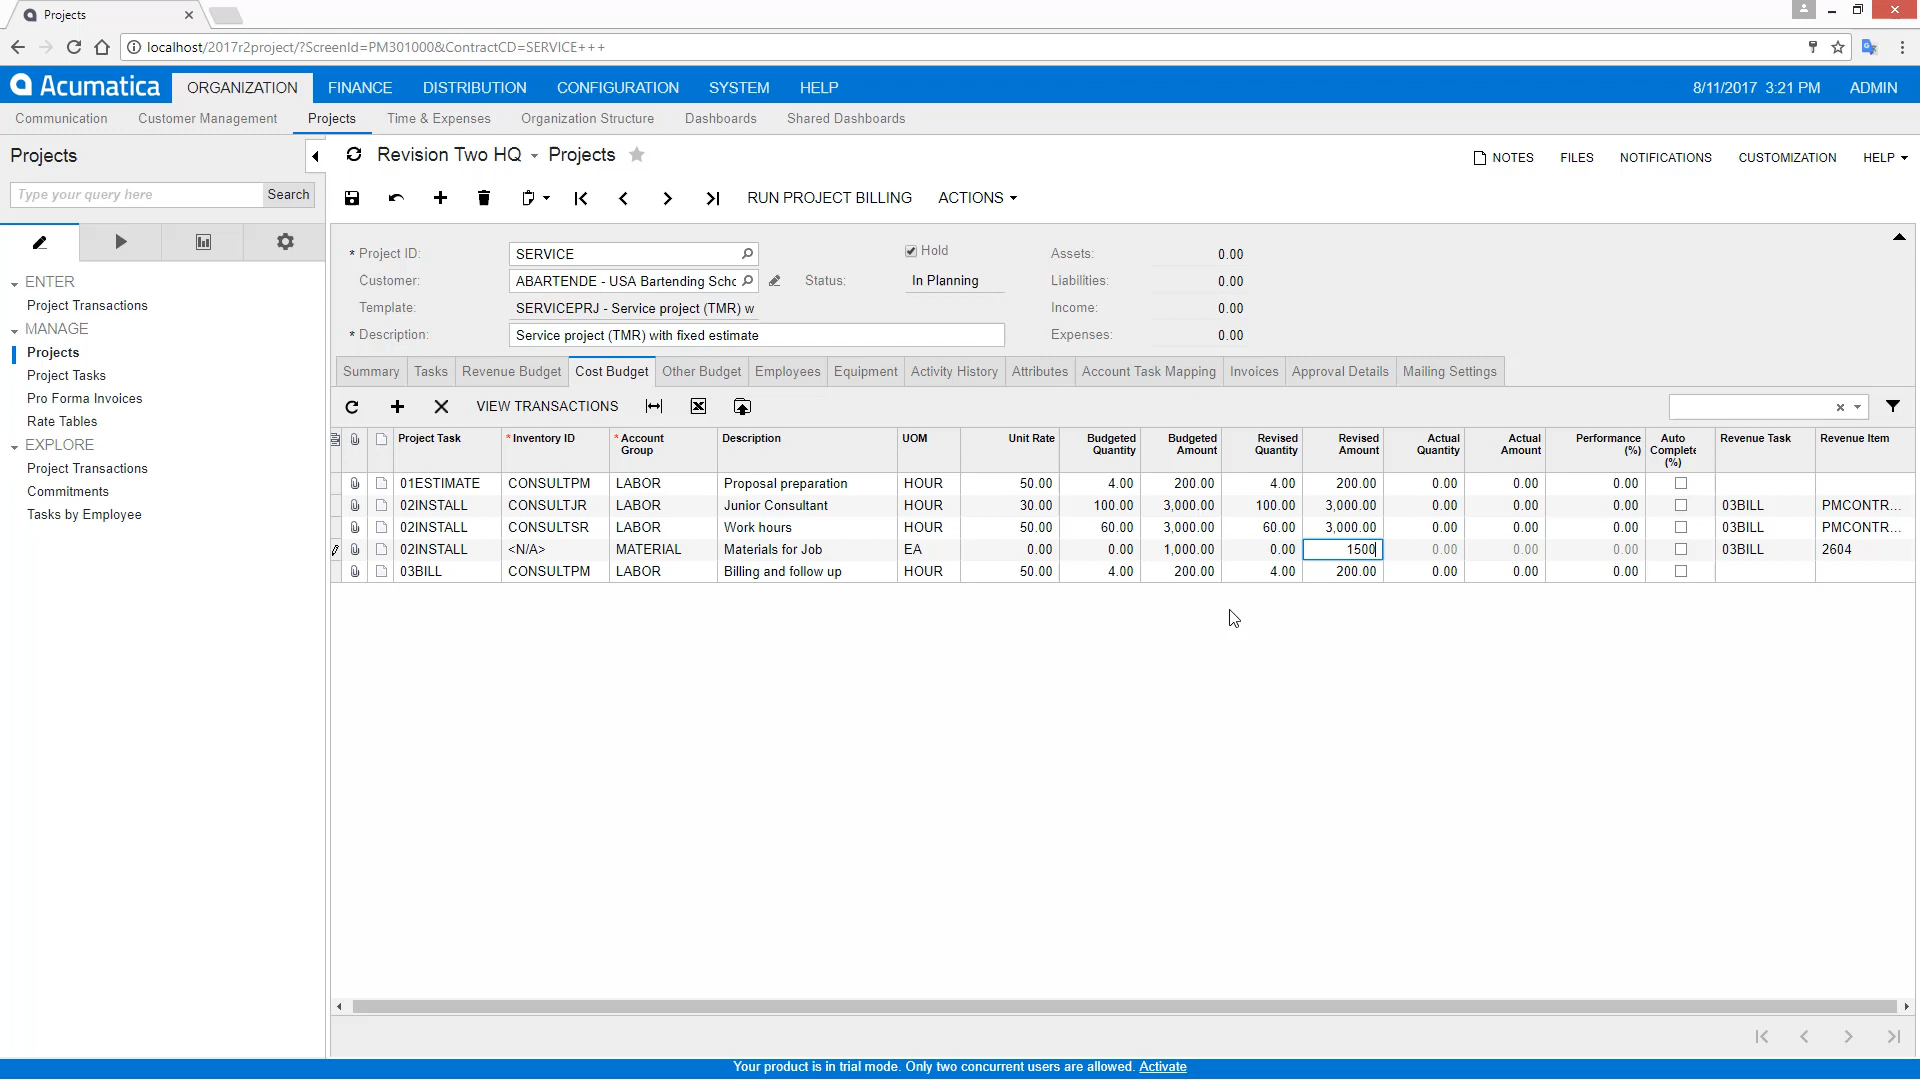 Projects
localhost/2017r2project/?ScreenId=PM301000&ContractCD=SERVICE+++
Acumatica ORGANIZATION FINANCE DISTRIBUTION CONFIGURATION SYSTEM HELP 8/11/2017 3:21 PM ADMIN
Communication Customer Management Projects Time & Expenses Organization Structure Dashboards Shared Dashboards
Projects
Type your query here Search
ENTER
Project Transactions
MANAGE
Projects
Project Tasks
Pro Forma Invoices
Rate Tables
EXPLORE
Project Transactions
Commitments
Tasks by Employee
Revision Two HQ Projects NOTES FILES NOTIFICATIONS CUSTOMIZATION HELP
RUN PROJECT BILLING ACTIONS
* Project ID: SERVICE Hold Assets: 0.00
Customer: ABARTENDE - USA Bartending Scho Status: In Planning Liabilities: 0.00
Template: SERVICEPRJ - Service project (TMR) w Income: 0.00
* Description: Service project (TMR) with fixed estimate Expenses: 0.00
Summary Tasks Revenue Budget Cost Budget Other Budget Employees Equipment Activity History Attributes Account Task Mapping Invoices Approval Details Mailing Settings
VIEW TRANSACTIONS
Project Task * Inventory ID * Account Group Description UOM Unit Rate Budgeted Quantity Budgeted Amount Revised Quantity Revised Amount Actual Quantity Actual Amount Performance (%) Auto Complete (%) Revenue Task Revenue Item
01ESTIMATE CONSULTPM LABOR Proposal preparation HOUR 50.00 4.00 200.00 4.00 200.00 0.00 0.00 0.00
02INSTALL CONSULTJR LABOR Junior Consultant HOUR 30.00 100.00 3,000.00 100.00 3,000.00 0.00 0.00 0.00 03BILL PMCONTR...
02INSTALL CONSULTSR LABOR Work hours HOUR 50.00 60.00 3,000.00 60.00 3,000.00 0.00 0.00 0.00 03BILL PMCONTR...
02INSTALL <N/A> MATERIAL Materials for Job EA 0.00 0.00 1,000.00 0.00 1500 0.00 0.00 0.00 03BILL 2604
03BILL CONSULTPM LABOR Billing and follow up HOUR 50.00 4.00 200.00 4.00 200.00 0.00 0.00 0.00
Your product is in trial mode. Only two concurrent users are allowed. Activate